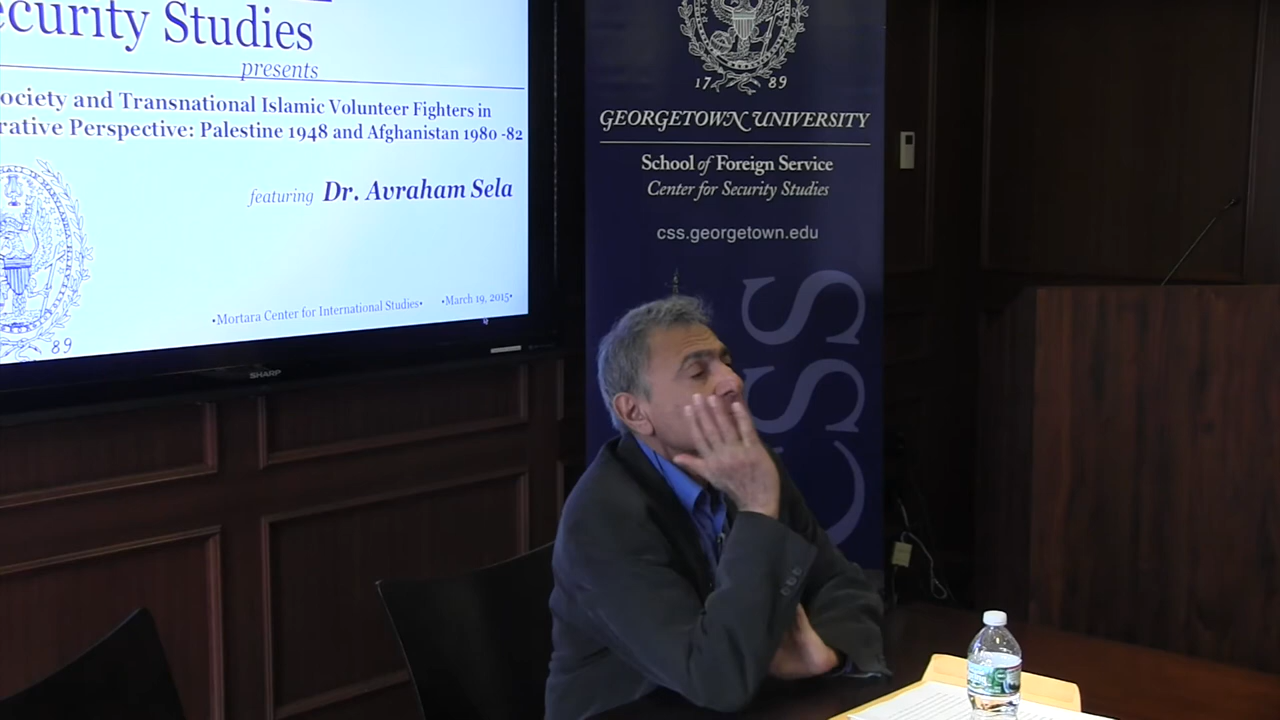 ecurity Studies
presents
ociety and Transnational Islamic Volunteer Fighters in
rative Perspective: Palestine 1948 and Afghanistan 1980 -82
featuring Dr. Avraham Sela
•Mortara Center for International Studies• •March 19, 2015•
89
SHARP
17 89
GEORGETOWN UNIVERSITY
School of Foreign Service
Center for Security Studies
css.georgetown.edu
CSS